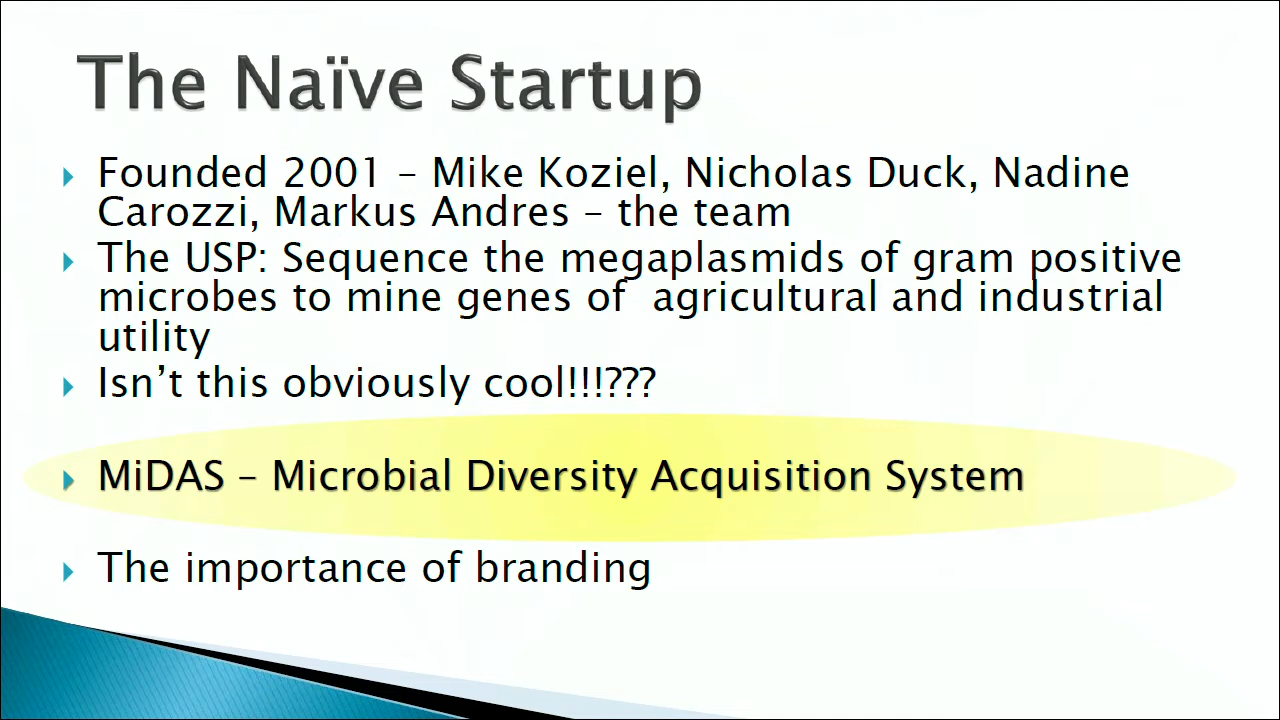 The Naïve Startup
Founded 2001 – Mike Koziel, Nicholas Duck, Nadine
Carozzi, Markus Andres – the team
The USP: Sequence the megaplasmids of gram positive
microbes to mine genes of  agricultural and industrial
utility
Isn’t this obviously cool!!!???
MiDAS – Microbial Diversity Acquisition System
The importance of branding